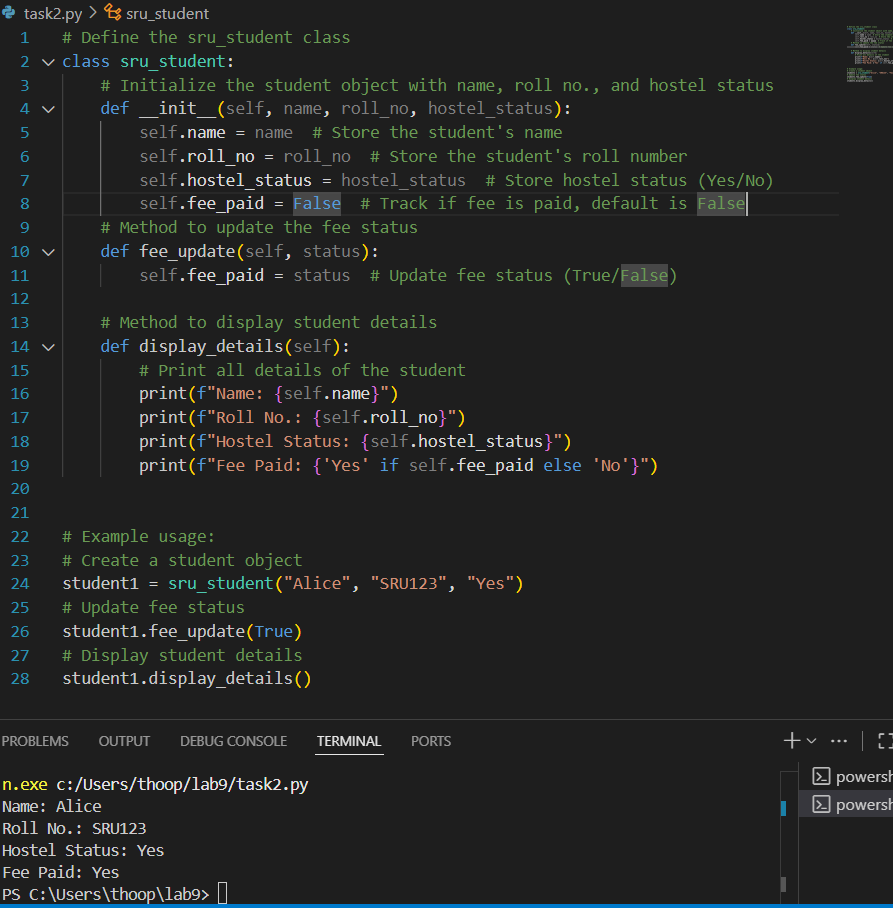 task2.py > sru_student
1 # Define the sru_student class
2 class sru_student:
3 # Initialize the student object with name, roll no., and hostel status
4 def __init__(self, name, roll_no, hostel_status):
5 self.name = name  # Store the student's name
6 self.roll_no = roll_no  # Store the student's roll number
7 self.hostel_status = hostel_status  # Store hostel status (Yes/No)
8 self.fee_paid = False  # Track if fee is paid, default is False
9 # Method to update the fee status
10 def fee_update(self, status):
11 self.fee_paid = status  # Update fee status (True/False)
12
13 # Method to display student details
14 def display_details(self):
15 # Print all details of the student
16 print(f"Name: {self.name}")
17 print(f"Roll No.: {self.roll_no}")
18 print(f"Hostel Status: {self.hostel_status}")
19 print(f"Fee Paid: {'Yes' if self.fee_paid else 'No'}")
20
21
22 # Example usage:
23 # Create a student object
24 student1 = sru_student("Alice", "SRU123", "Yes")
25 # Update fee status
26 student1.fee_update(True)
27 # Display student details
28 student1.display_details()
PROBLEMS OUTPUT DEBUG CONSOLE TERMINAL PORTS
n.exe c:/Users/thoop/lab9/task2.py
Name: Alice
Roll No.: SRU123
Hostel Status: Yes
Fee Paid: Yes
PS C:\Users\thoop\lab9>
powersh
powersh